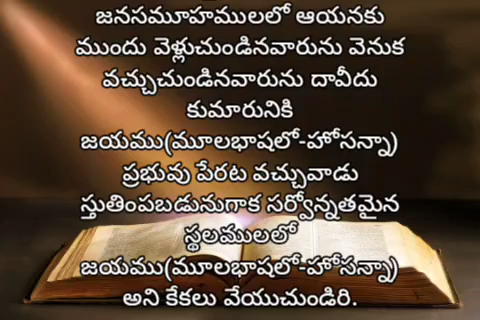 జనసమూహములలో ఆయనకు
ముందు వెళ్లుచుండినవారును వెనుక
వచ్చుచుండినవారును దావీదు
కుమారునికి
జయము(మూలభాషలో-హోసన్నా)
ప్రభువు పేరట వచ్చువాడు
స్తుతింపబడునుగాక సర్వోన్నతమైన
స్థలములలో
జయము(మూలభాషలో-హోసన్నా)
అని కేకలు వేయుచుండిరి.